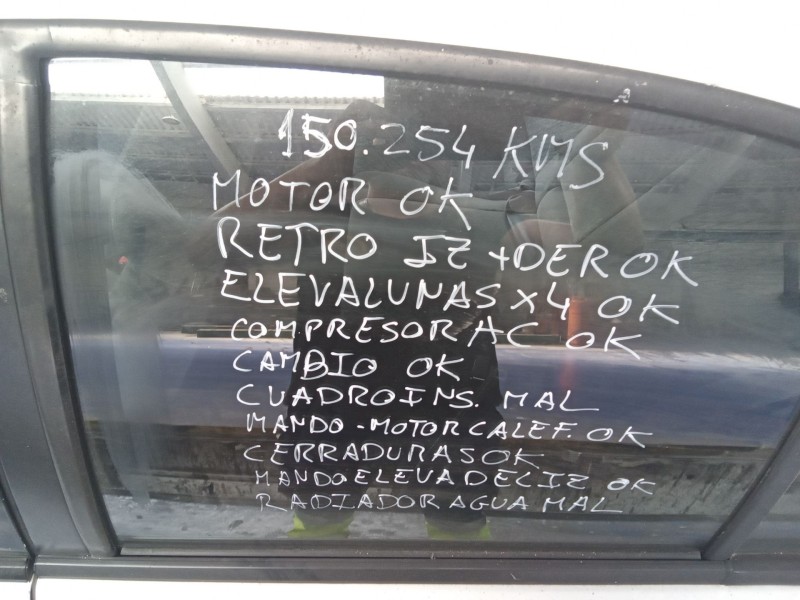 150.254 KMS
MOTOR OK
RETRO IZ + DER OK
ELEVALUNAS X4 OK
COMPRESOR AC OK
CAMBIO OK
CUADRO INS. MAL
MANDO - MOTOR CALEF. OK
CERRADURAS OK
MANDO ELEVA DEL IZ OK
RADIADOR AGUA MAL